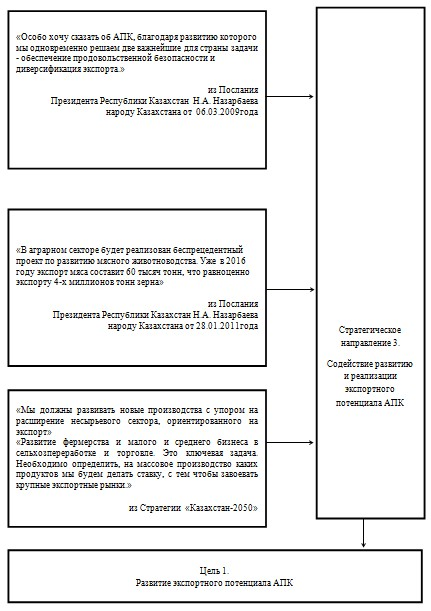 «Особо хочу сказать об АПК, благодаря развитию которого
мы одновременно решаем две важнейшие для страны задачи
- обеспечение продовольственной безопасности и
диверсификация экспорта.»
из Послания
Президента Республики Казахстан Н.А. Назарбаева
народу Казахстана от 06.03.2009года
«В аграрном секторе будет реализован беспрецедентный
проект по развитию мясного животноводства. Уже в 2016
году экспорт мяса составит 60 тысяч тонн, что равноценно
экспорту 4-х миллионов тонн зерна»
из Послания
Президента Республики Казахстан Н.А. Назарбаева
народу Казахстана от 28.01.2011года
«Мы должны развивать новые производства с упором на
расширение несырьевого сектора, ориентированного на
экспорт»
«Развитие фермерства и малого и среднего бизнеса в
сельхозпереработке и торговле. Это ключевая задача.
Необходимо определить, на массовое производство каких
продуктов мы будем делать ставку, с тем чтобы завоевать
крупные экспортные рынки.»
из Стратегии «Казахстан-2050»
Стратегическое
направление 3.
Содействие развитию
и реализации
экспортного
потенциала АПК
Цель 1.
Развитие экспортного потенциала АПК